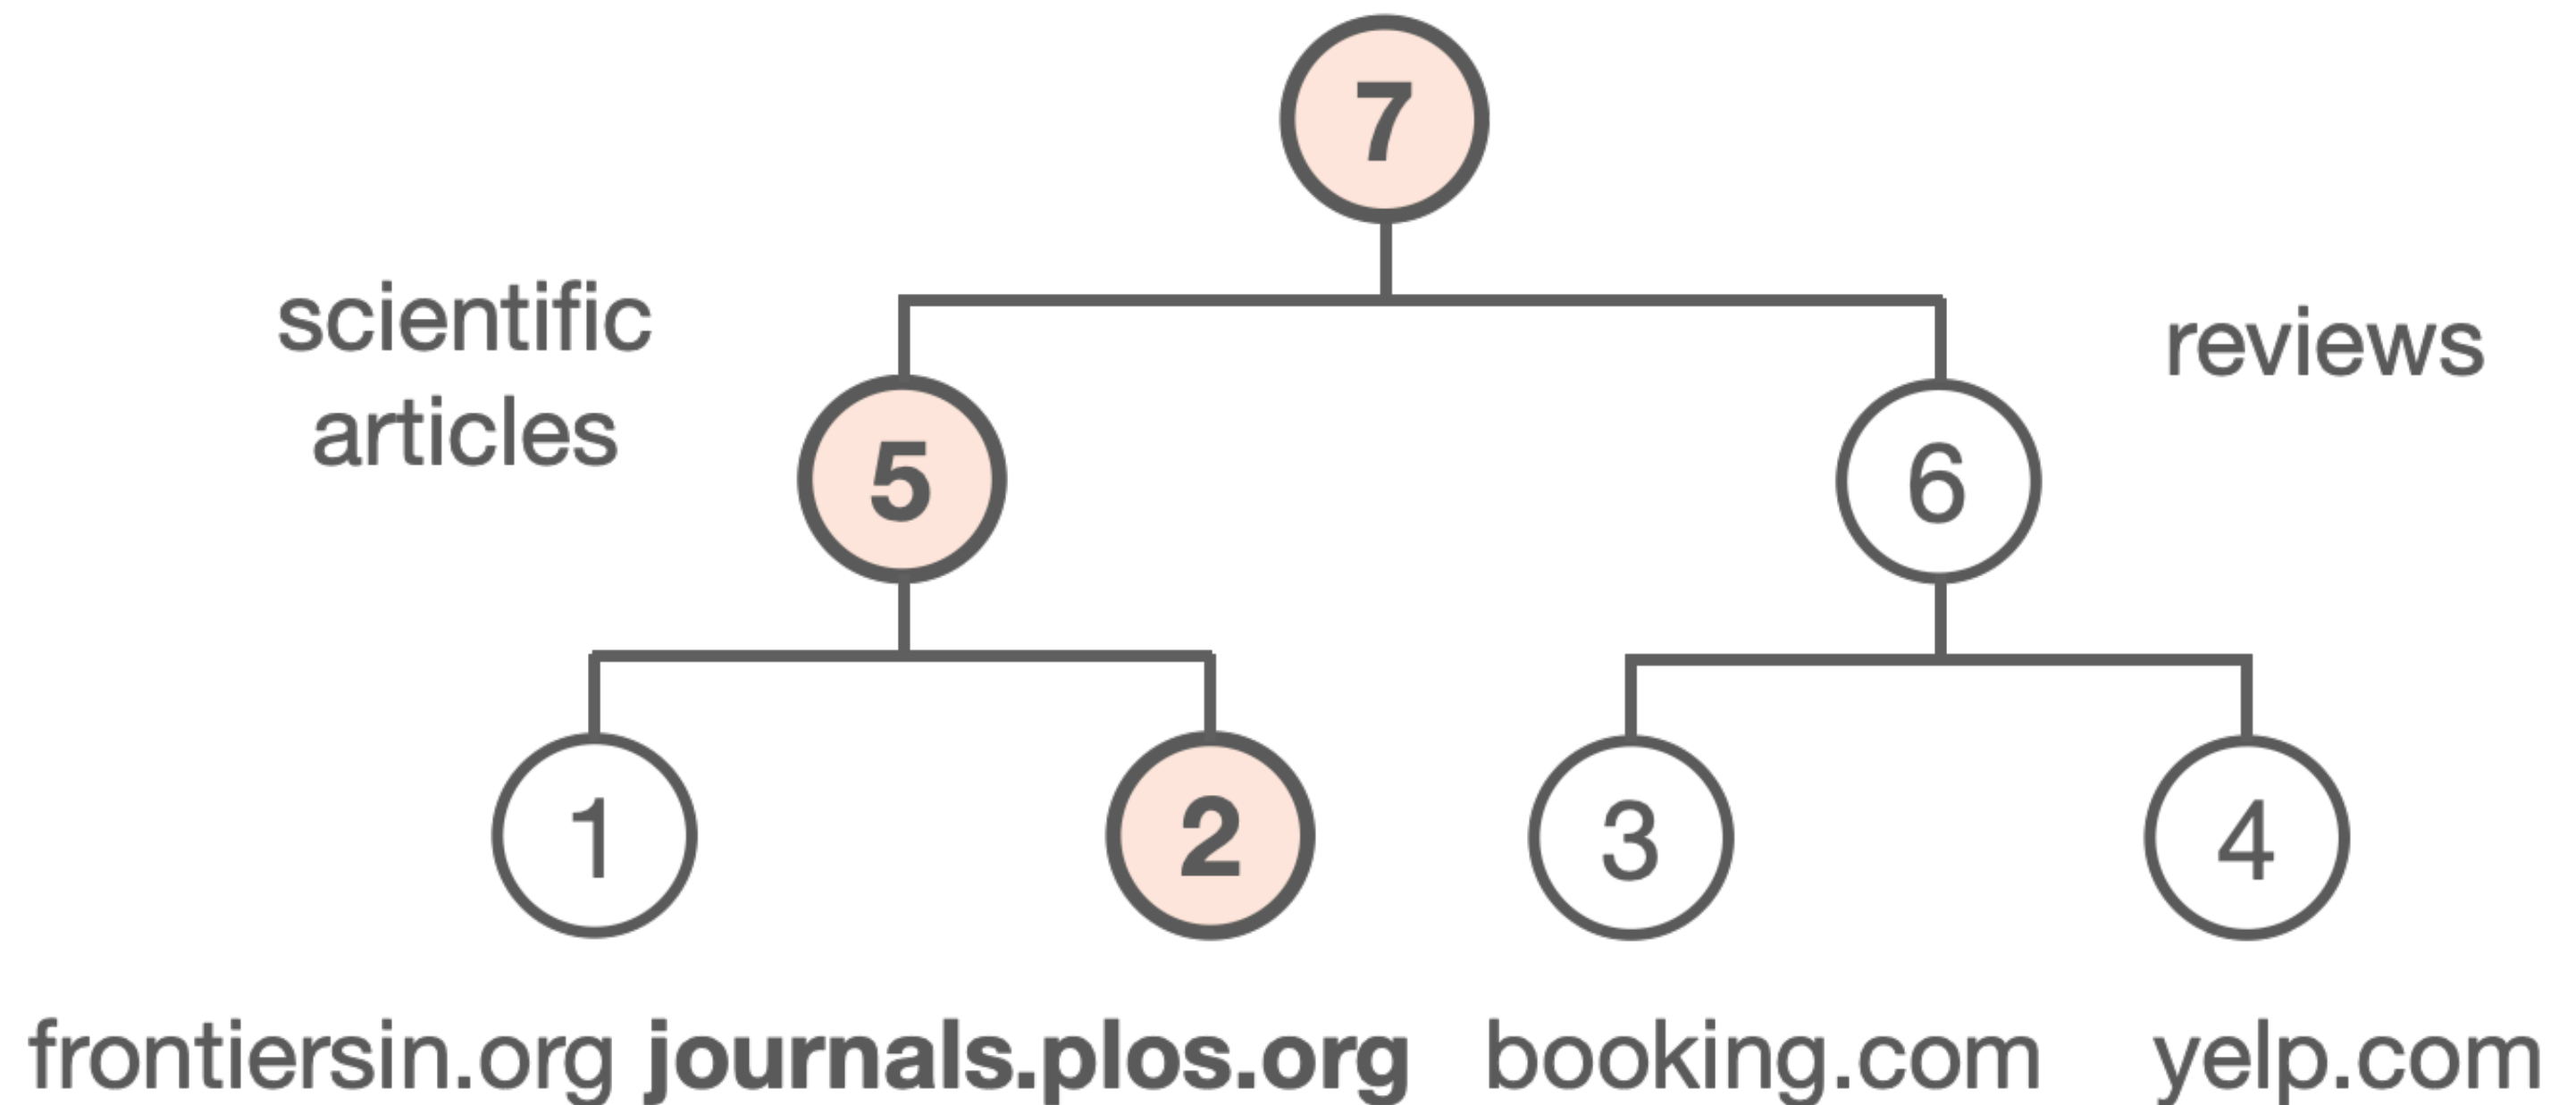 7
scientific
articles
reviews
5
6
1
2
3
4
frontiersin.org
journals.plos.org
booking.com
yelp.com